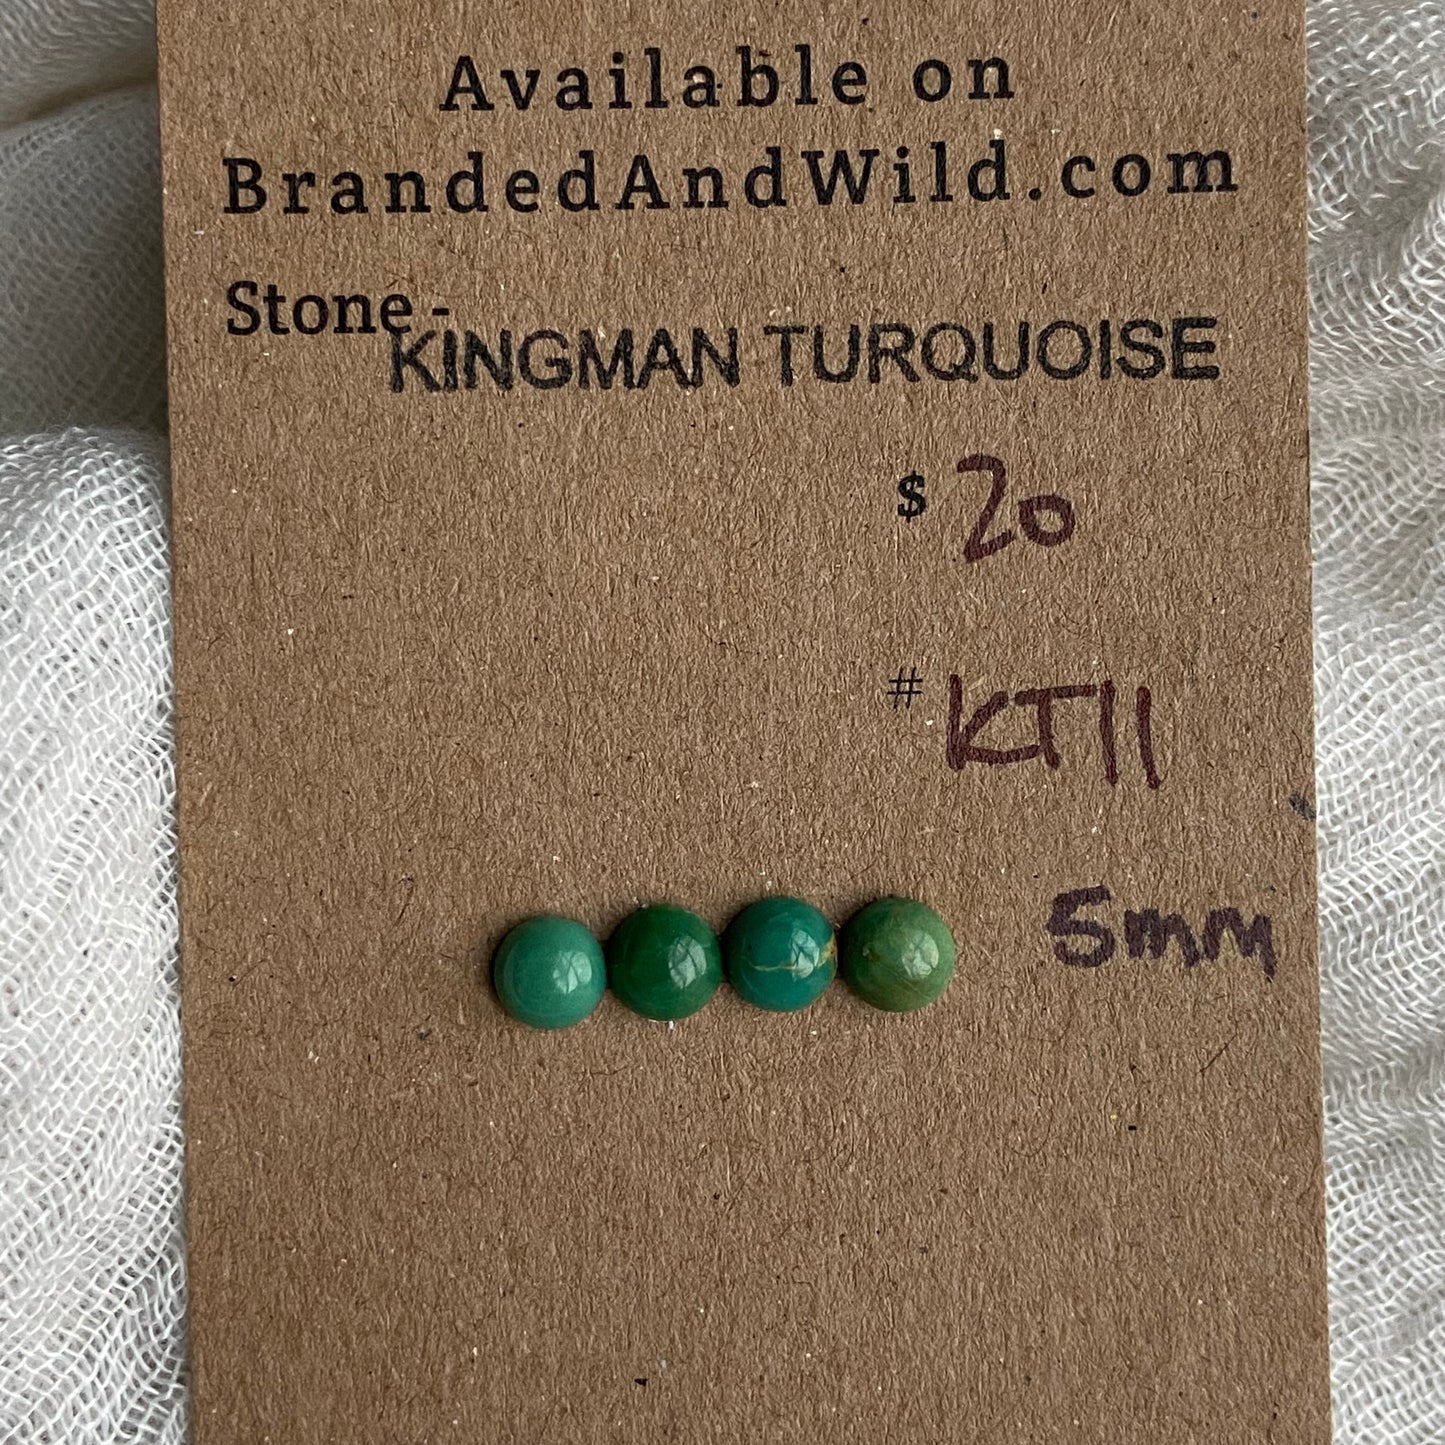 Available on
BrandedAndWild.com
Stone - KINGMAN TURQUOISE
$ 20
# KT11
5mm